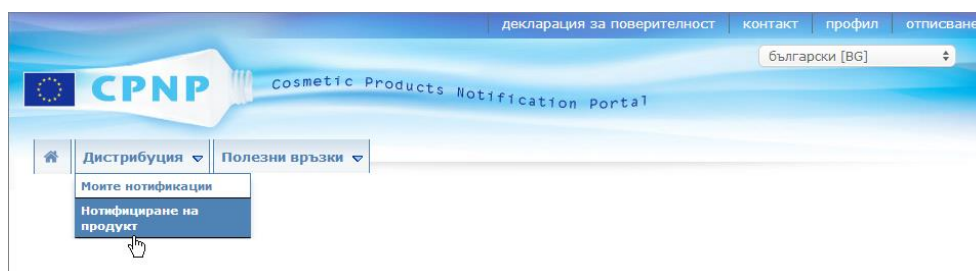 декларация за поверителност контакт профил отписване
български [BG]
CPNP Cosmetic Products Notification Portal
Дистрибуция Полезни връзки
Моите нотификации
Нотифициране на
продукт